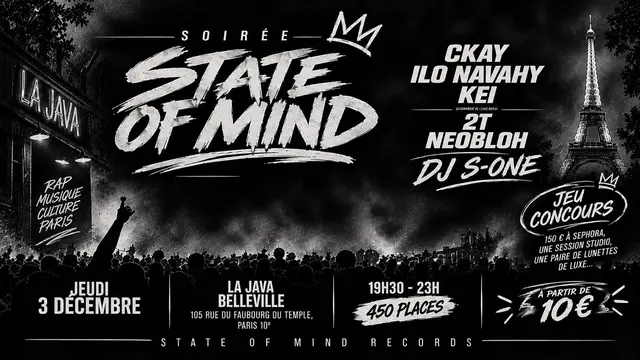 SOIRÉE
STATE
OF MIND
LA JAVA
RAP
MUSIQUE
CULTURE
PARIS
CKAY
ILO NAVAHY
KEI
2T
NEOBLOH
DJ S-ONE
JEU
CONCOURS
150 € À SEPHORA,
UNE SESSION STUDIO,
UNE PAIRE DE LUNETTES
DE LUXE...
JEUDI
3 DÉCEMBRE
LA JAVA
BELLEVILLE
105 RUE DU FAUBOURG DU TEMPLE,
PARIS 10ᵉ
19H30 - 23H
450 PLACES
À PARTIR DE
10 €
STATE OF MIND RECORDS